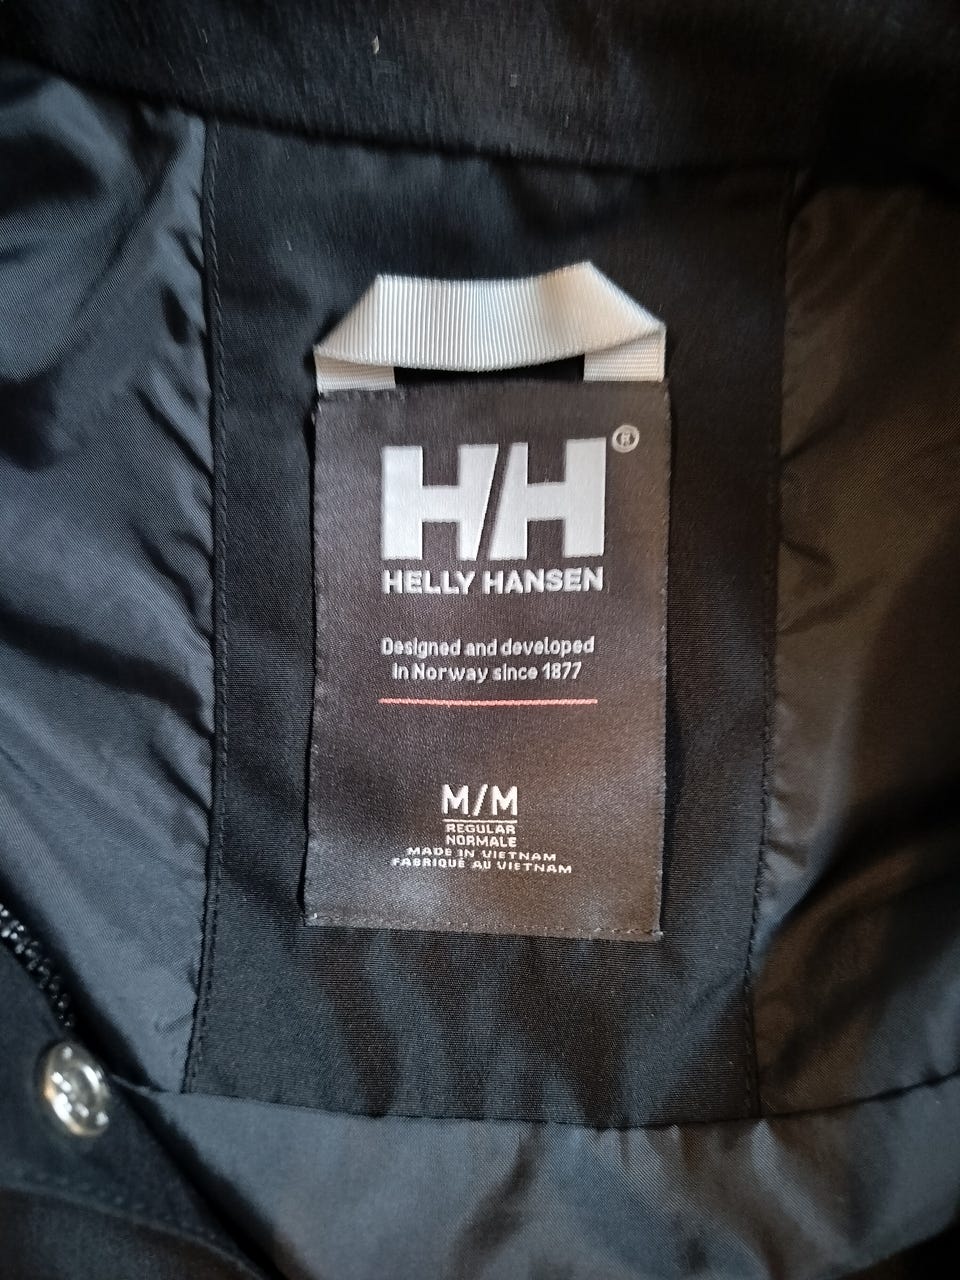 HH®
HELLY HANSEN
Designed and developed
in Norway since 1877
M/M
REGULAR
NORMALE
MADE IN VIETNAM
FABRIQUÉ AU VIETNAM